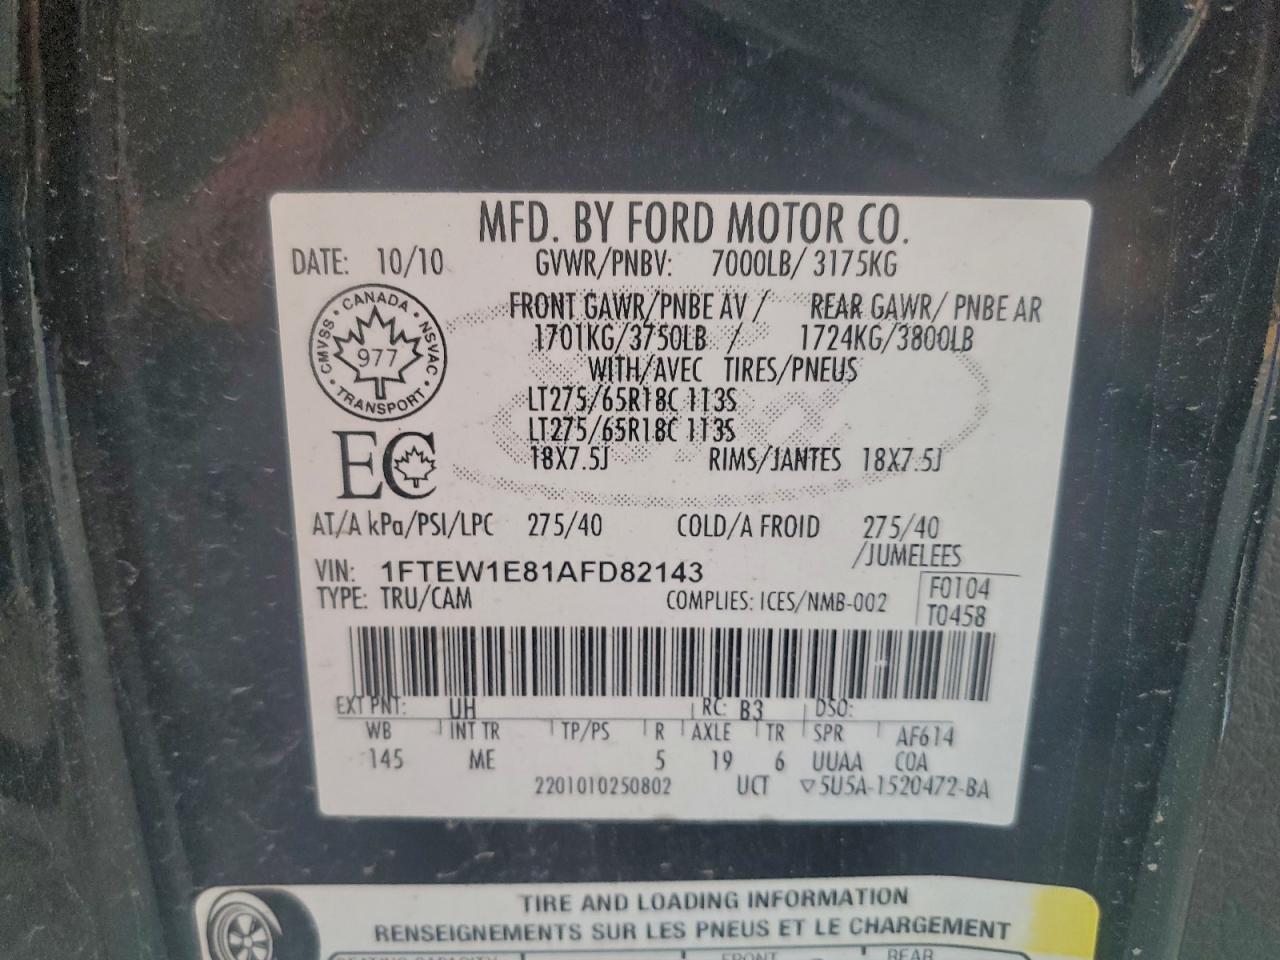 MFD. BY FORD MOTOR CO.
DATE: 10/10 GVWR/PNBV: 7000LB/ 3175KG
FRONT GAWR/PNBE AV / REAR GAWR/ PNBE AR
1701KG/3750LB / 1724KG/3800LB
WITH/AVEC TIRES/PNEUS
CANADA
CMVSS NSVAC
977
TRANSPORT
LT275/65R18C 113S
LT275/65R18C 113S
EC
18X7.5J RIMS/JANTES 18X7.5J
AT/A kPa/PSI/LPC 275/40 COLD/A FROID 275/40
/JUMELEES
VIN: 1FTEW1E81AFD82143
TYPE: TRU/CAM COMPLIES: ICES/NMB-002 F0104
T0458
EXT PNT: UH RC: B3 DSO:
WB INT TR TP/PS R AXLE TR SPR AF614
145 ME 5 19 6 UUAA COA
2201010250802 UCT ▽5U5A-1520472-BA
TIRE AND LOADING INFORMATION
RENSEIGNEMENTS SUR LES PNEUS ET LE CHARGEMENT
SEATING CAPACITY FRONT REAR